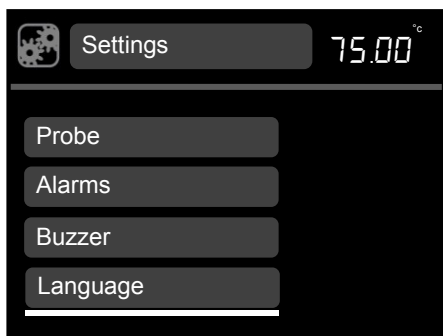 Settings 75.00 °c
Probe
Alarms
Buzzer
Language